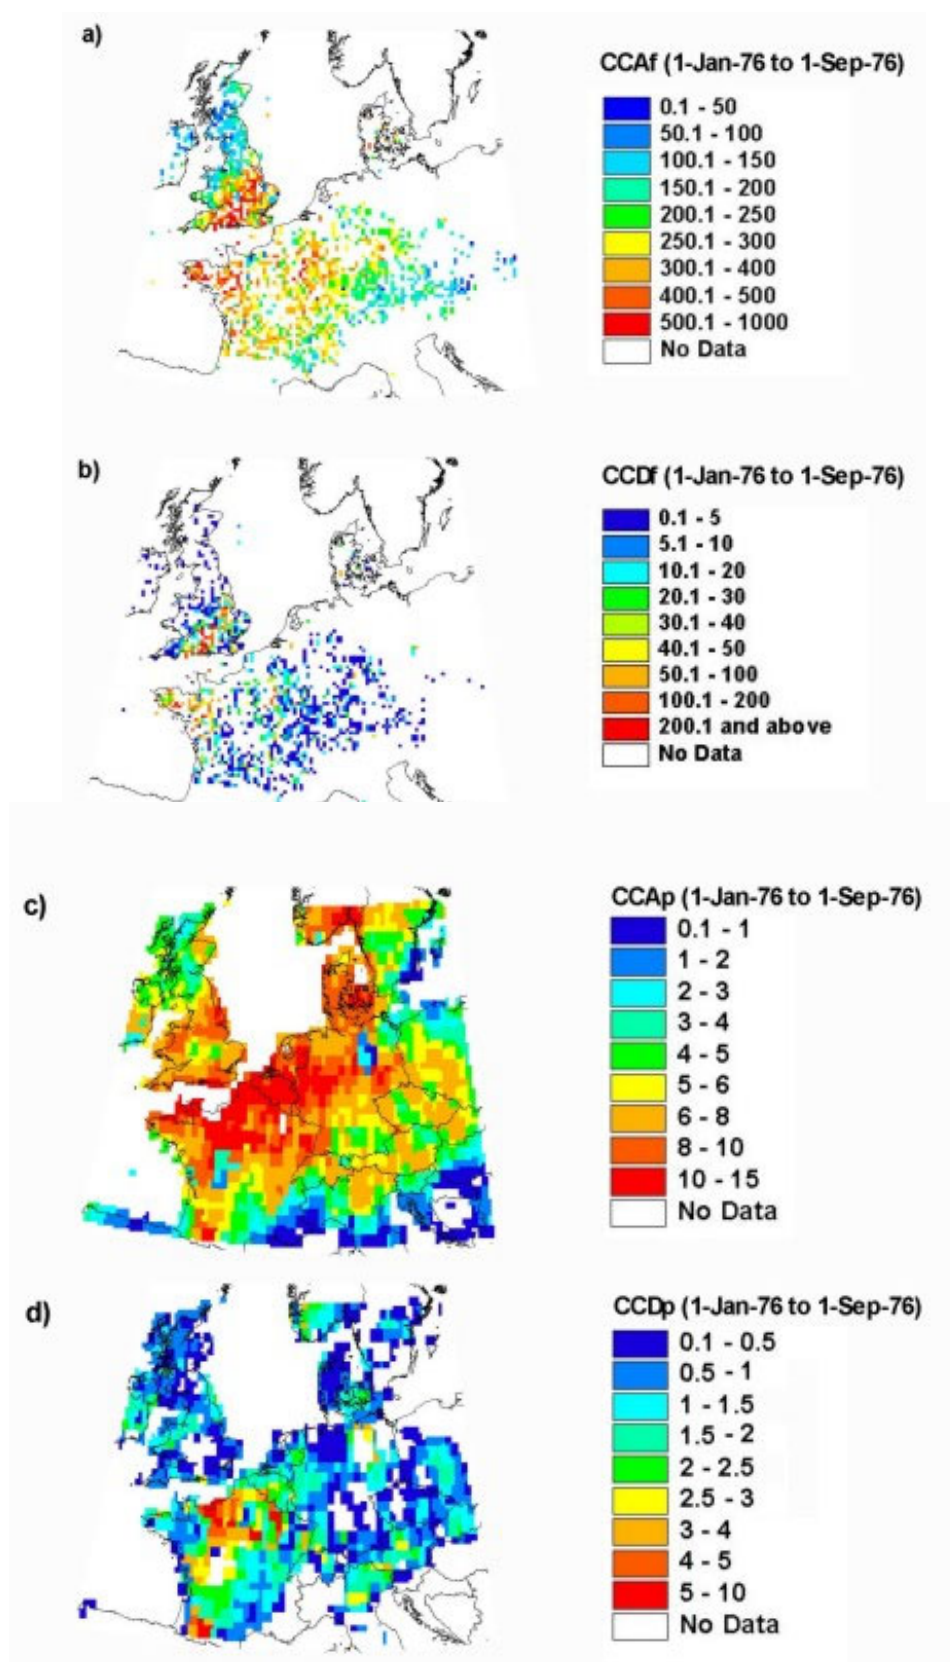 a)
CCAf (1-Jan-76 to 1-Sep-76)
0.1 - 50
50.1 - 100
100.1 - 150
150.1 - 200
200.1 - 250
250.1 - 300
300.1 - 400
400.1 - 500
500.1 - 1000
No Data
b)
CCDf (1-Jan-76 to 1-Sep-76)
0.1 - 5
5.1 - 10
10.1 - 20
20.1 - 30
30.1 - 40
40.1 - 50
50.1 - 100
100.1 - 200
200.1 and above
No Data
c)
CCAp (1-Jan-76 to 1-Sep-76)
0.1 - 1
1 - 2
2 - 3
3 - 4
4 - 5
5 - 6
6 - 8
8 - 10
10 - 15
No Data
d)
CCDp (1-Jan-76 to 1-Sep-76)
0.1 - 0.5
0.5 - 1
1 - 1.5
1.5 - 2
2 - 2.5
2.5 - 3
3 - 4
4 - 5
5 - 10
No Data